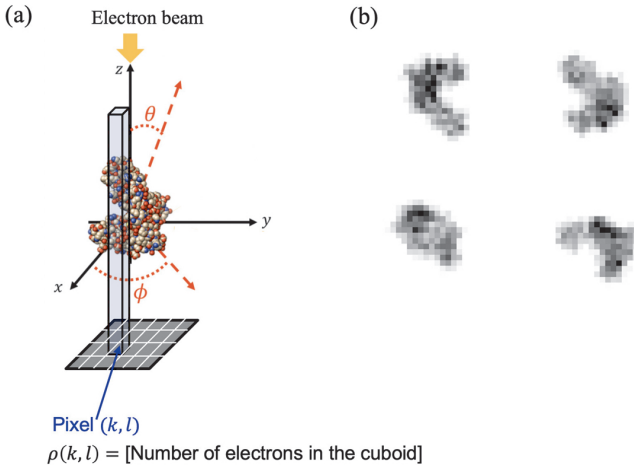 (a)
Electron beam
z
θ
y
x
ϕ
Pixel (k, l)
ρ(k, l) = [Number of electrons in the cuboid]
(b)